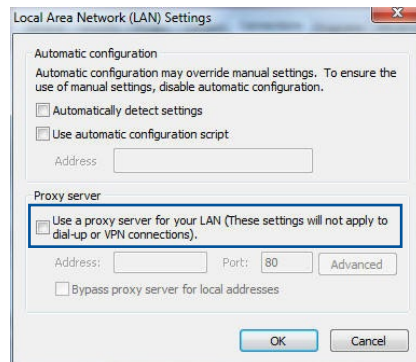 Local Area Network (LAN) Settings
Automatic configuration
Automatic configuration may override manual settings. To ensure the
use of manual settings, disable automatic configuration.
Automatically detect settings
Use automatic configuration script
Address
Proxy server
Use a proxy server for your LAN (These settings will not apply to
dial-up or VPN connections).
Address:
Port: 80
Advanced
Bypass proxy server for local addresses
OK
Cancel